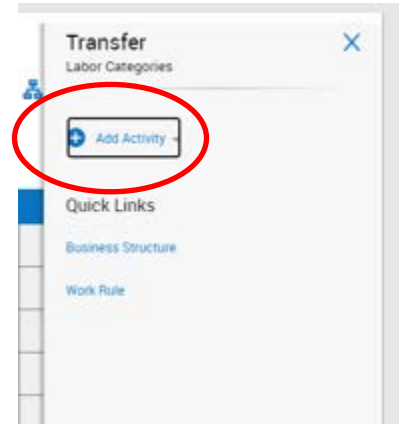 Transfer
Labor Categories
Add Activity
Quick Links
Business Structure
Work Rule